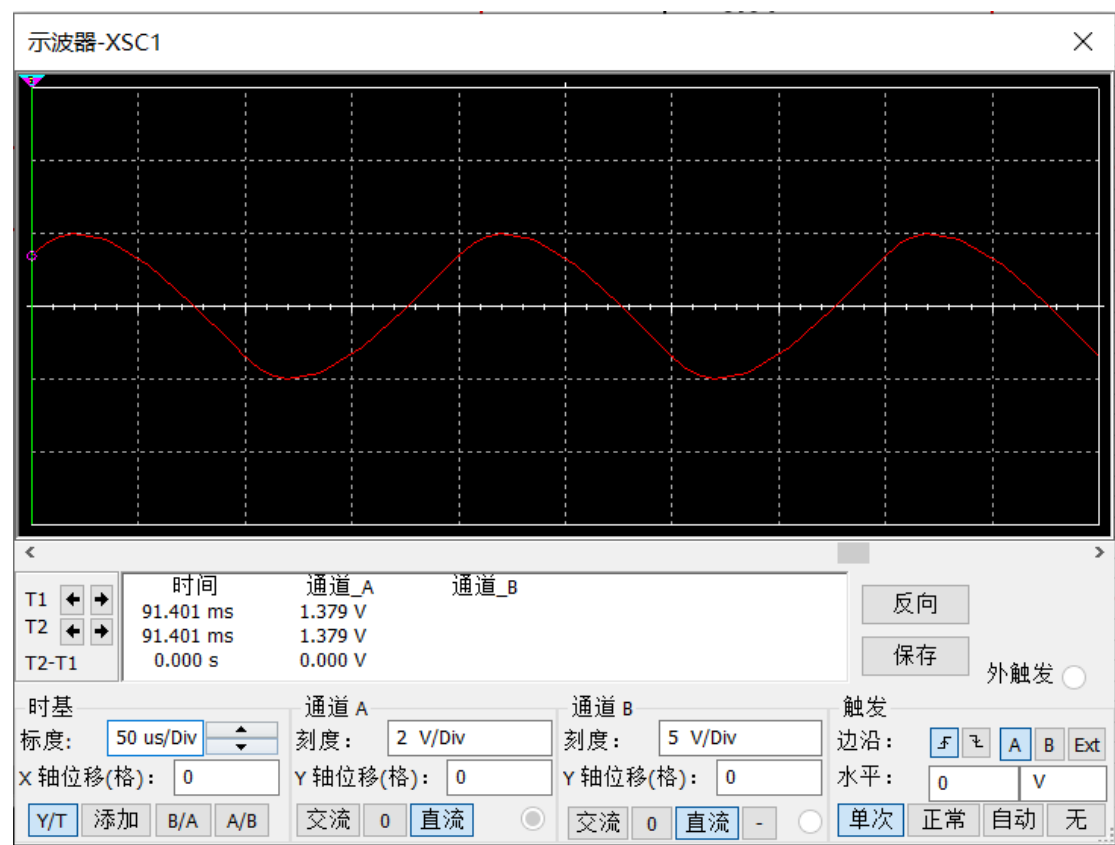 示波器-XSC1
时间 通道_A 通道_B
T1 91.401 ms 1.379 V
T2 91.401 ms 1.379 V
T2-T1 0.000 s 0.000 V
反向
保存
外触发
时基
标度: 50 us/Div
X 轴位移(格): 0
Y/T 添加 B/A A/B
通道 A
刻度: 2 V/Div
Y 轴位移(格): 0
交流 0 直流
通道 B
刻度: 5 V/Div
Y 轴位移(格): 0
交流 0 直流 -
触发
边沿: A B Ext
水平: 0 V
单次 正常 自动 无